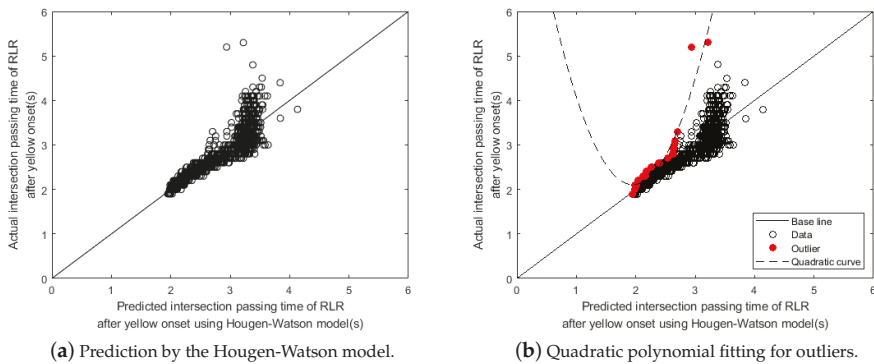 6
5
4
3
2
1
0
0 1 2 3 4 5 6
Actual intersection passing time of RLR
after yellow onset(s)
Predicted intersection passing time of RLR
after yellow onset using Hougen-Watson model(s)
(a) Prediction by the Hougen-Watson model.
6
5
4
3
2
1
0
0 1 2 3 4 5 6
Actual intersection passing time of RLR
after yellow onset(s)
Base line
Data
Outlier
Quadratic curve
Predicted intersection passing time of RLR
after yellow onset using Hougen-Watson model(s)
(b) Quadratic polynomial fitting for outliers.